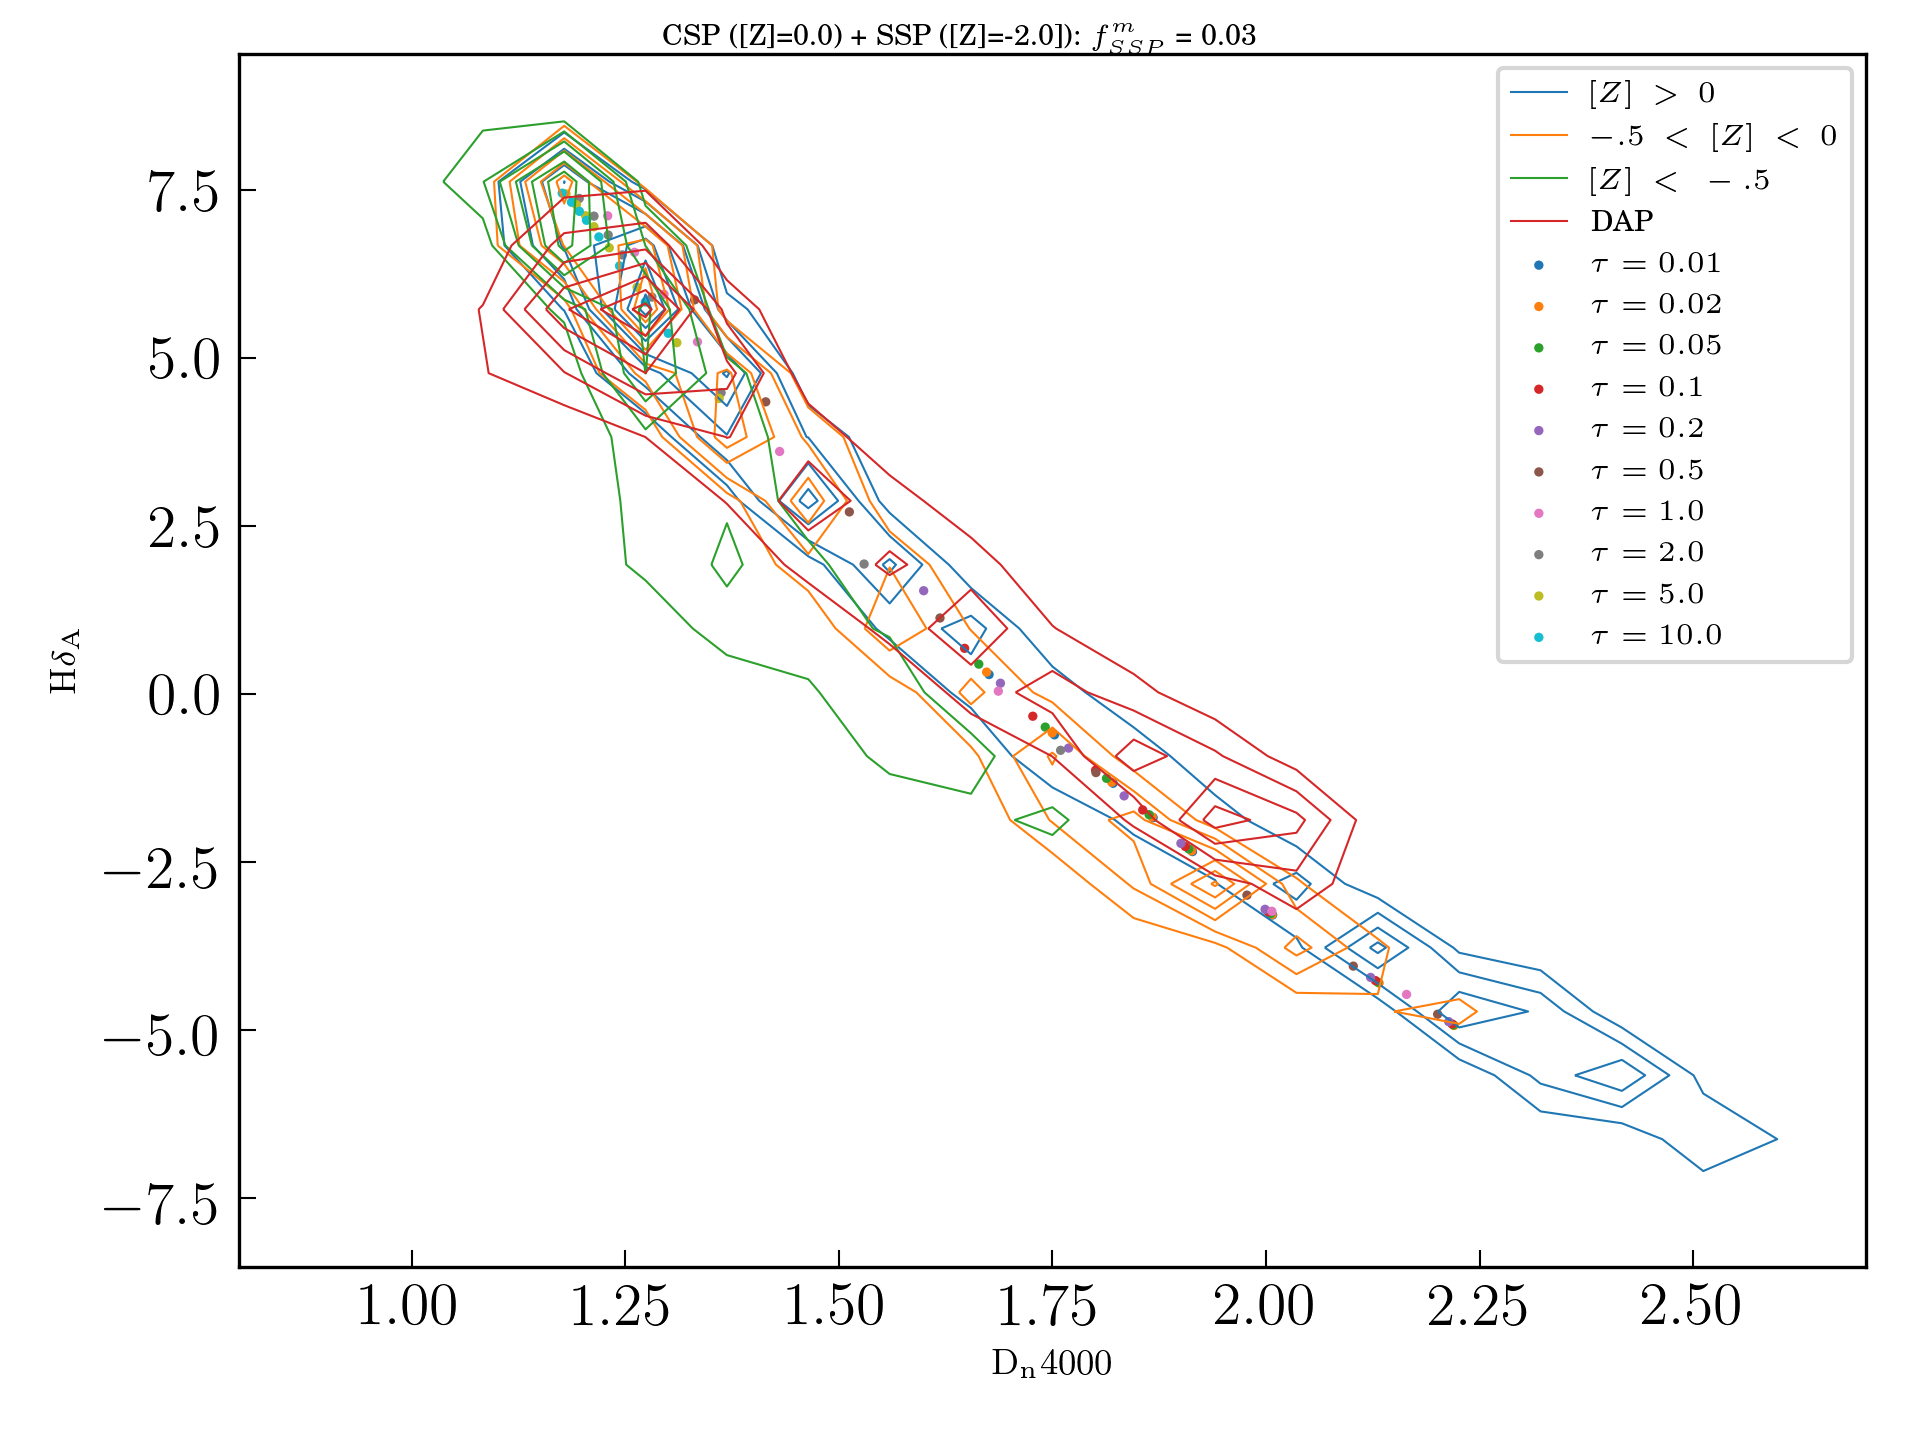 CSP ([Z]=0.0) + SSP ([Z]=-2.0]): f^m_SSP = 0.03
[Z] > 0
−.5 < [Z] < 0
[Z] < −.5
DAP
τ = 0.01
τ = 0.02
τ = 0.05
τ = 0.1
τ = 0.2
τ = 0.5
τ = 1.0
τ = 2.0
τ = 5.0
τ = 10.0
7.5
5.0
2.5
0.0
−2.5
−5.0
−7.5
Hδ_A
1.00 1.25 1.50 1.75 2.00 2.25 2.50
D_n4000